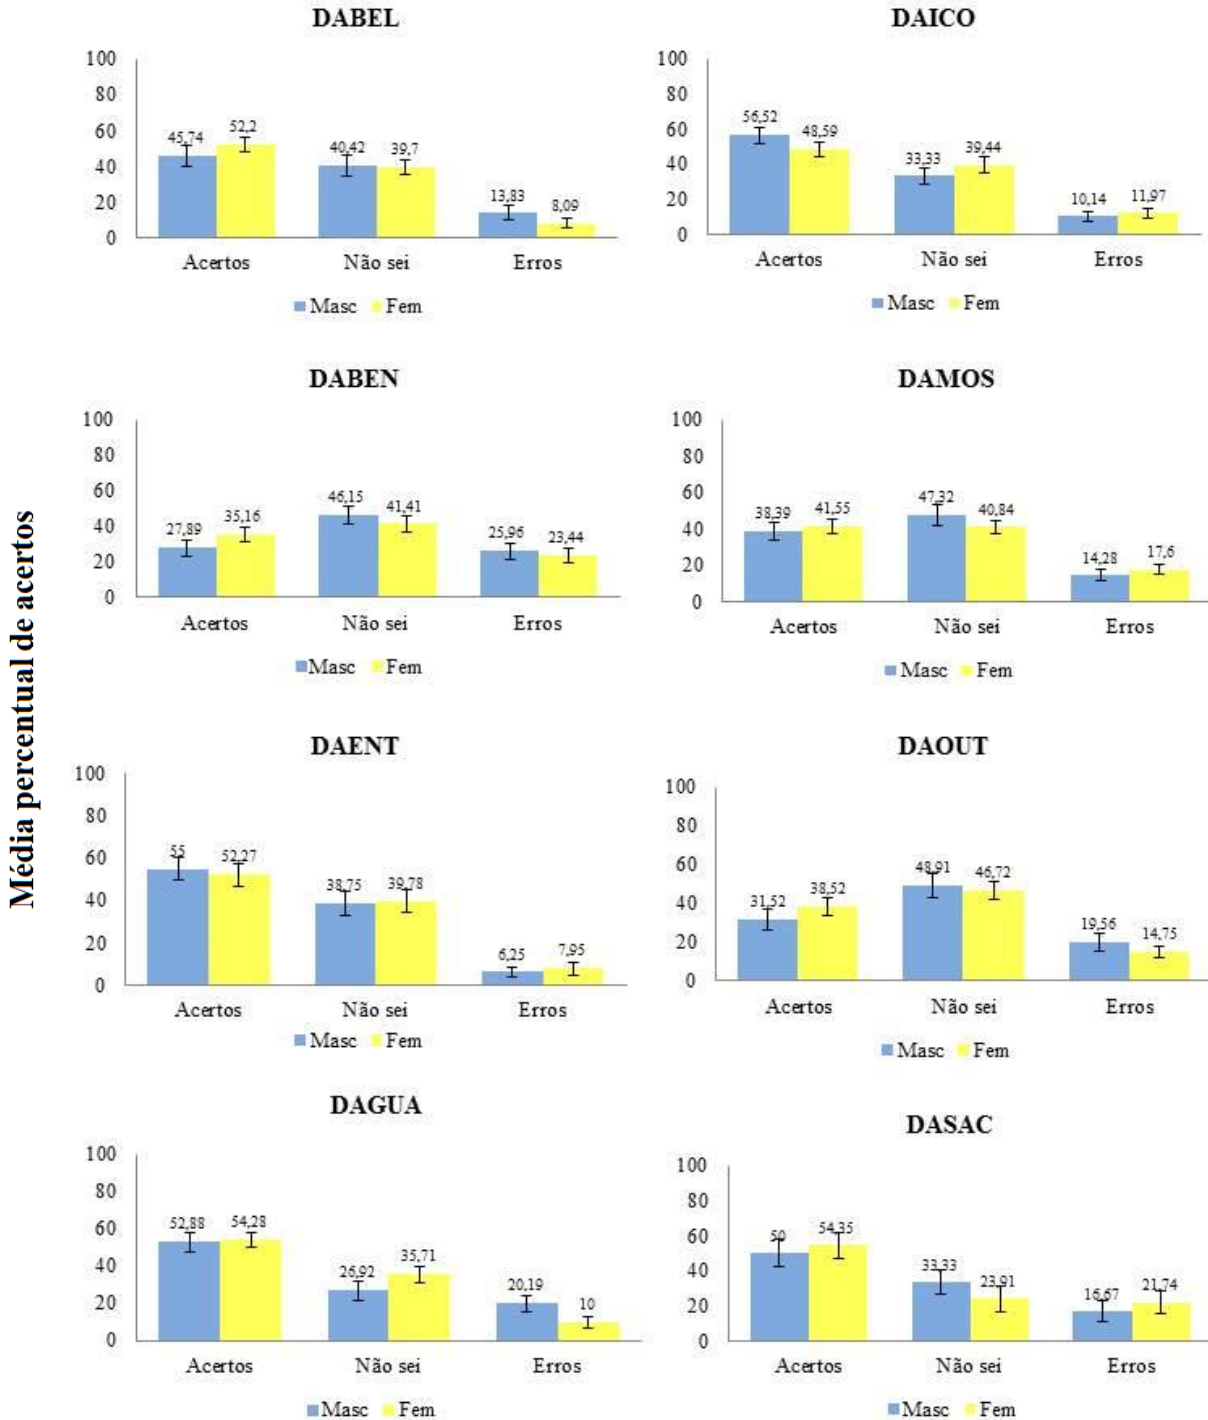 Média percentual de acertos
DABEL
100
80
60
40
20
0
45,74
52,2
40,42
39,7
13,83
8,09
Acertos
Não sei
Erros
Masc Fem
DAICO
100
80
60
40
20
0
56,52
48,59
33,33
39,44
10,14
11,97
Acertos
Não sei
Erros
Masc Fem
DABEN
100
80
60
40
20
0
27,89
35,16
46,15
41,41
25,96
23,44
Acertos
Não sei
Erros
Masc Fem
DAMOS
100
80
60
40
20
0
38,39
41,55
47,32
40,84
14,28
17,6
Acertos
Não sei
Erros
Masc Fem
DAENT
100
80
60
40
20
0
55
52,27
38,75
39,78
6,25
7,95
Acertos
Não sei
Erros
Masc Fem
DAOUT
100
80
60
40
20
0
31,52
38,52
48,91
46,72
19,56
14,75
Acertos
Não sei
Erros
Masc Fem
DAGUA
100
80
60
40
20
0
52,88
54,28
26,92
35,71
20,19
10
Acertos
Não sei
Erros
Masc Fem
DASAC
100
80
60
40
20
0
50
54,35
33,33
23,91
16,67
21,74
Acertos
Não sei
Erros
Masc Fem